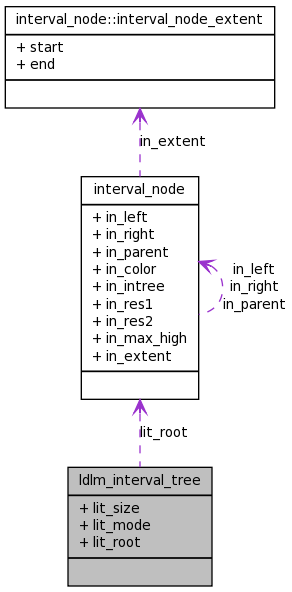 interval_node::interval_node_extent
+ start
+ end
in_extent
interval_node
+ in_left
+ in_right
+ in_parent
+ in_color
+ in_intree
+ in_res1
+ in_res2
+ in_max_high
+ in_extent
in_left
in_right
in_parent
lit_root
ldlm_interval_tree
+ lit_size
+ lit_mode
+ lit_root